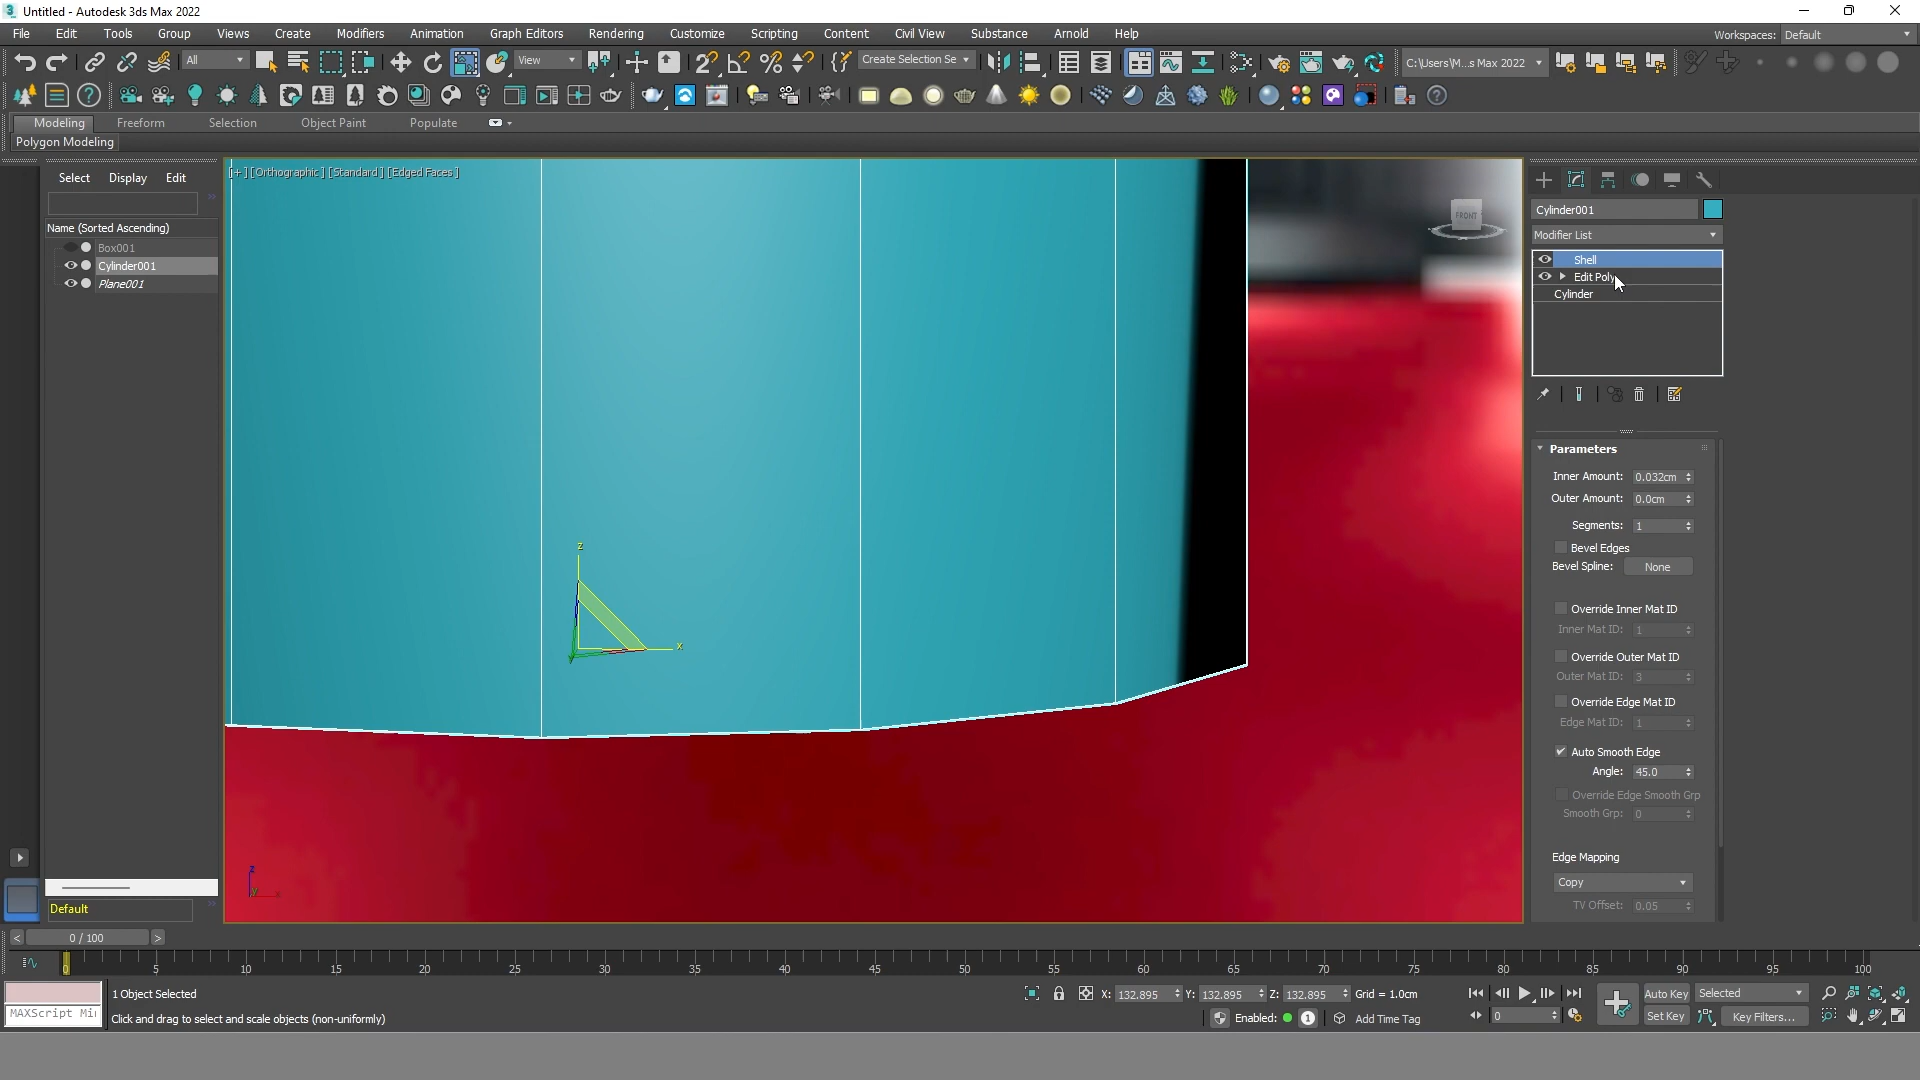 Untitled - Autodesk 3ds Max 2022
File Edit Tools Group Views Create Modifiers Animation Graph Editors Rendering Customize Scripting Content Civil View Substance Arnold Help
Workspaces: Default
All View Create Selection Se C:\Users\M...s Max 2022
Modeling Freeform Selection Object Paint Populate
Polygon Modeling
Select Display Edit
Name (Sorted Ascending)
Box001
Cylinder001
Plane001
Default
[+] [Orthographic] [Standard] [Edged Faces]
FRONT
z
x
z
y
x
Cylinder001
Modifier List
Shell
Edit Poly
Cylinder
Parameters
Inner Amount: 0.032cm
Outer Amount: 0.0cm
Segments: 1
Bevel Edges
Bevel Spline: None
Override Inner Mat ID
Inner Mat ID: 1
Override Outer Mat ID
Outer Mat ID: 3
Override Edge Mat ID
Edge Mat ID: 1
Auto Smooth Edge
Angle: 45.0
Override Edge Smooth Grp
Smooth Grp: 0
Edge Mapping
Copy
TV Offset: 0.05
< 0 / 100 >
0 5 10 15 20 25 30 35 40 45 50 55 60 65 70 75 80 85 90 95 100
1 Object Selected
X: 132.895 Y: 132.895 Z: 132.895 Grid = 1.0cm
Auto Key Selected
MAXScript Mi
Click and drag to select and scale objects (non-uniformly)
Enabled: 1 Add Time Tag
0
Set Key Key Filters...